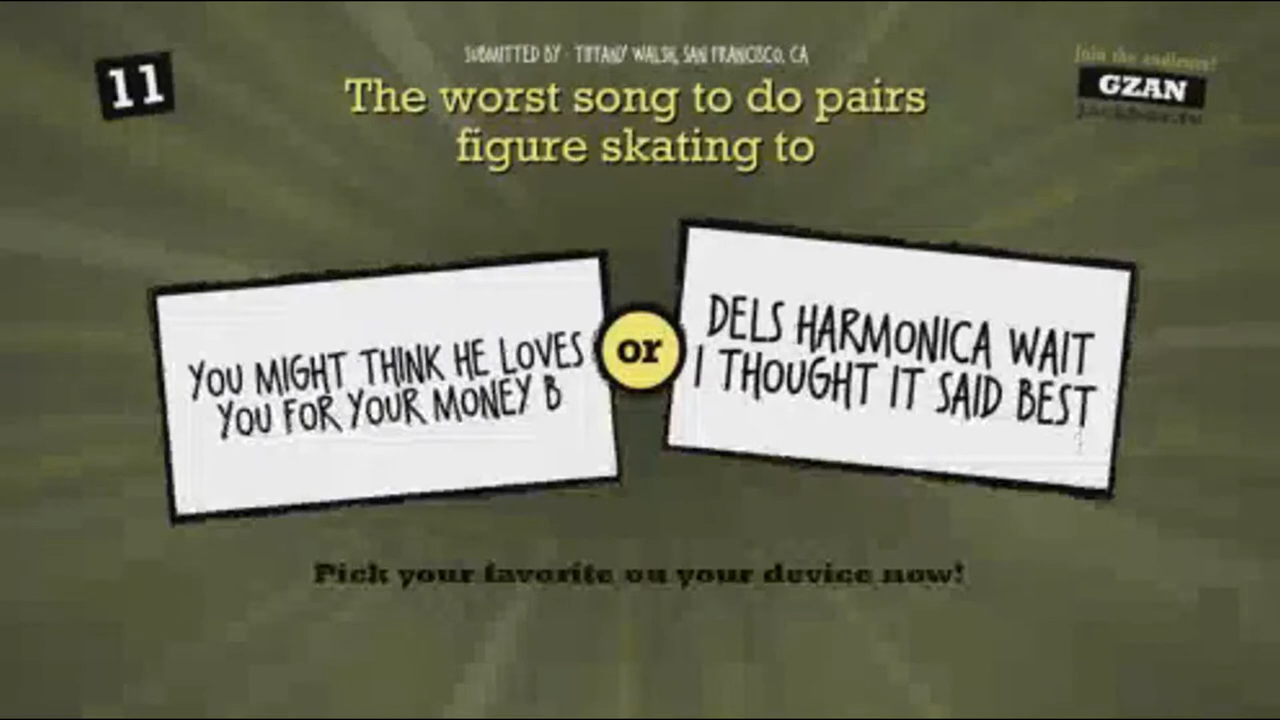 11
SUBMITTED BY - TIFFANY WALSH, SAN FRANCISCO, CA
The worst song to do pairs
figure skating to
Join the audience!
GZAN
jackbox.tv
YOU MIGHT THINK HE LOVES
YOU FOR YOUR MONEY B
or
DELS HARMONICA WAIT
I THOUGHT IT SAID BEST
Pick your favorite on your device now!